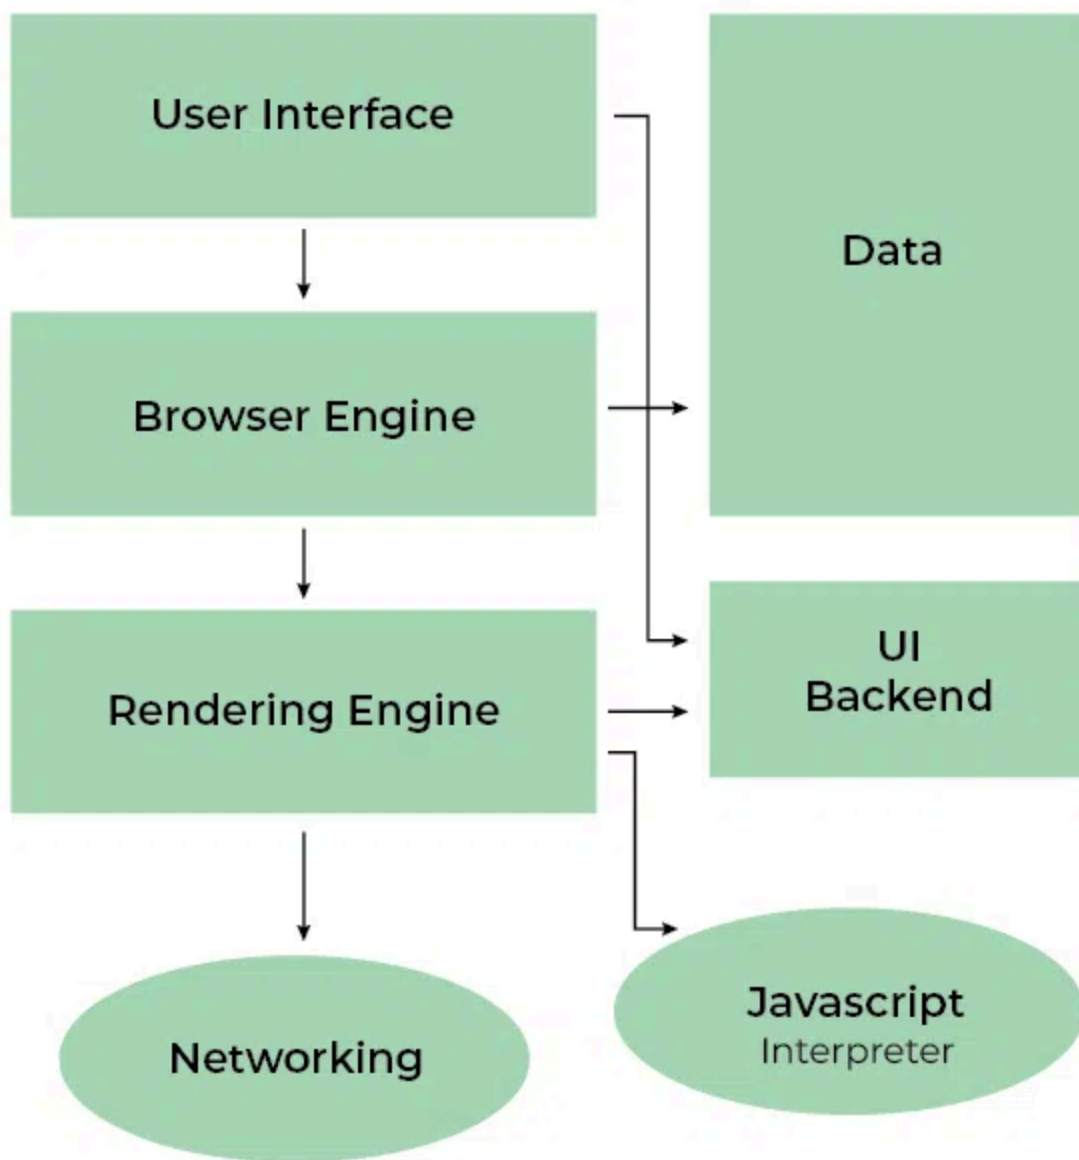 User Interface
Data
Browser Engine
UI
Backend
Rendering Engine
Javascript
Interpreter
Networking